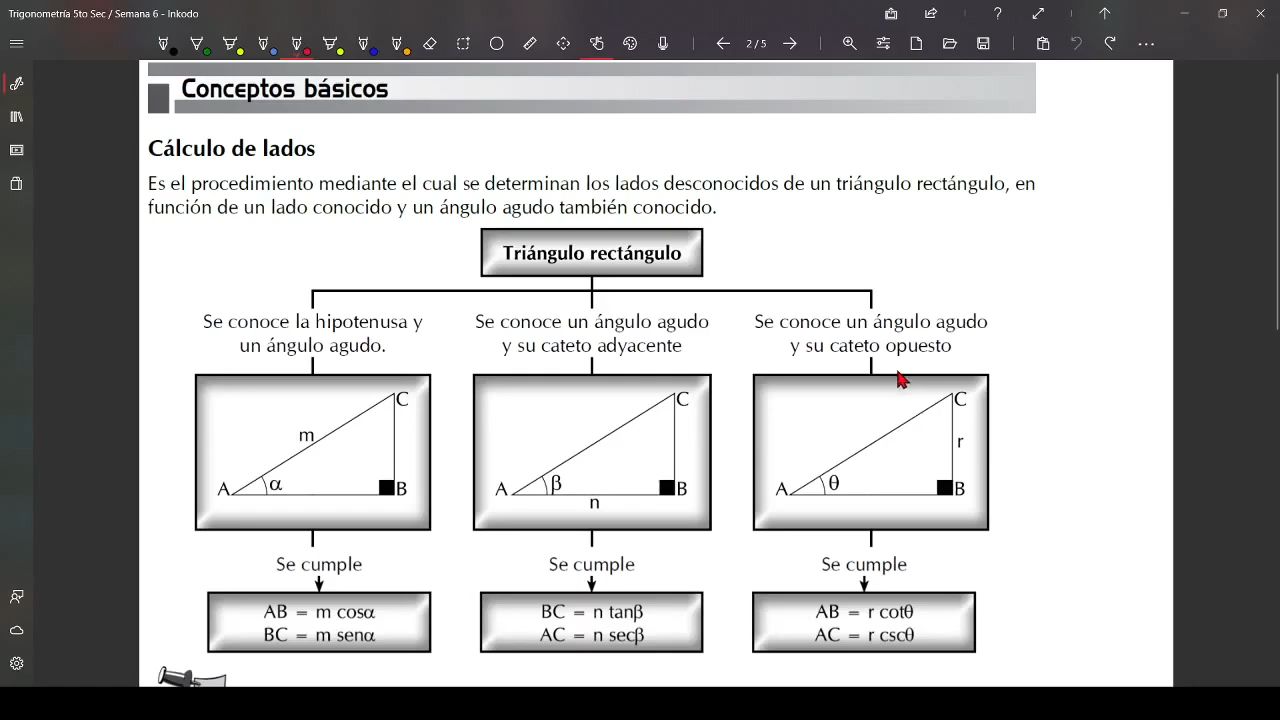 Trigonometría 5to Sec / Semana 6 - Inkodo
2/5
Conceptos básicos
Cálculo de lados
Es el procedimiento mediante el cual se determinan los lados desconocidos de un triángulo rectángulo, en
función de un lado conocido y un ángulo agudo también conocido.
Triángulo rectángulo
Se conoce la hipotenusa y
un ángulo agudo.
Se conoce un ángulo agudo
y su cateto adyacente
Se conoce un ángulo agudo
y su cateto opuesto
C
m
A α B
C
A β B
n
C
r
A θ B
Se cumple
Se cumple
Se cumple
AB = m cosα
BC = m senα
BC = n tanβ
AC = n secβ
AB = r cotθ
AC = r cscθ